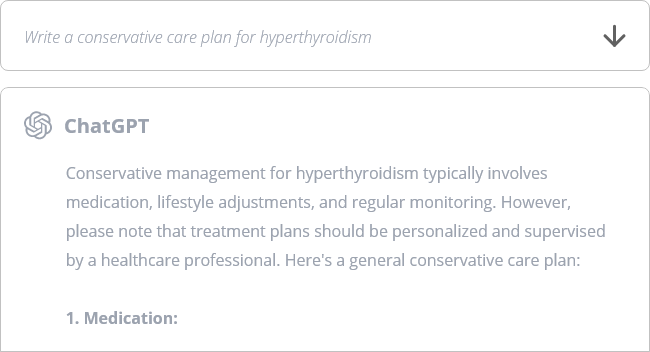 Write a conservative care plan for hyperthyroidism
ChatGPT
Conservative management for hyperthyroidism typically involves
medication, lifestyle adjustments, and regular monitoring. However,
please note that treatment plans should be personalized and supervised
by a healthcare professional. Here's a general conservative care plan:
1. Medication: